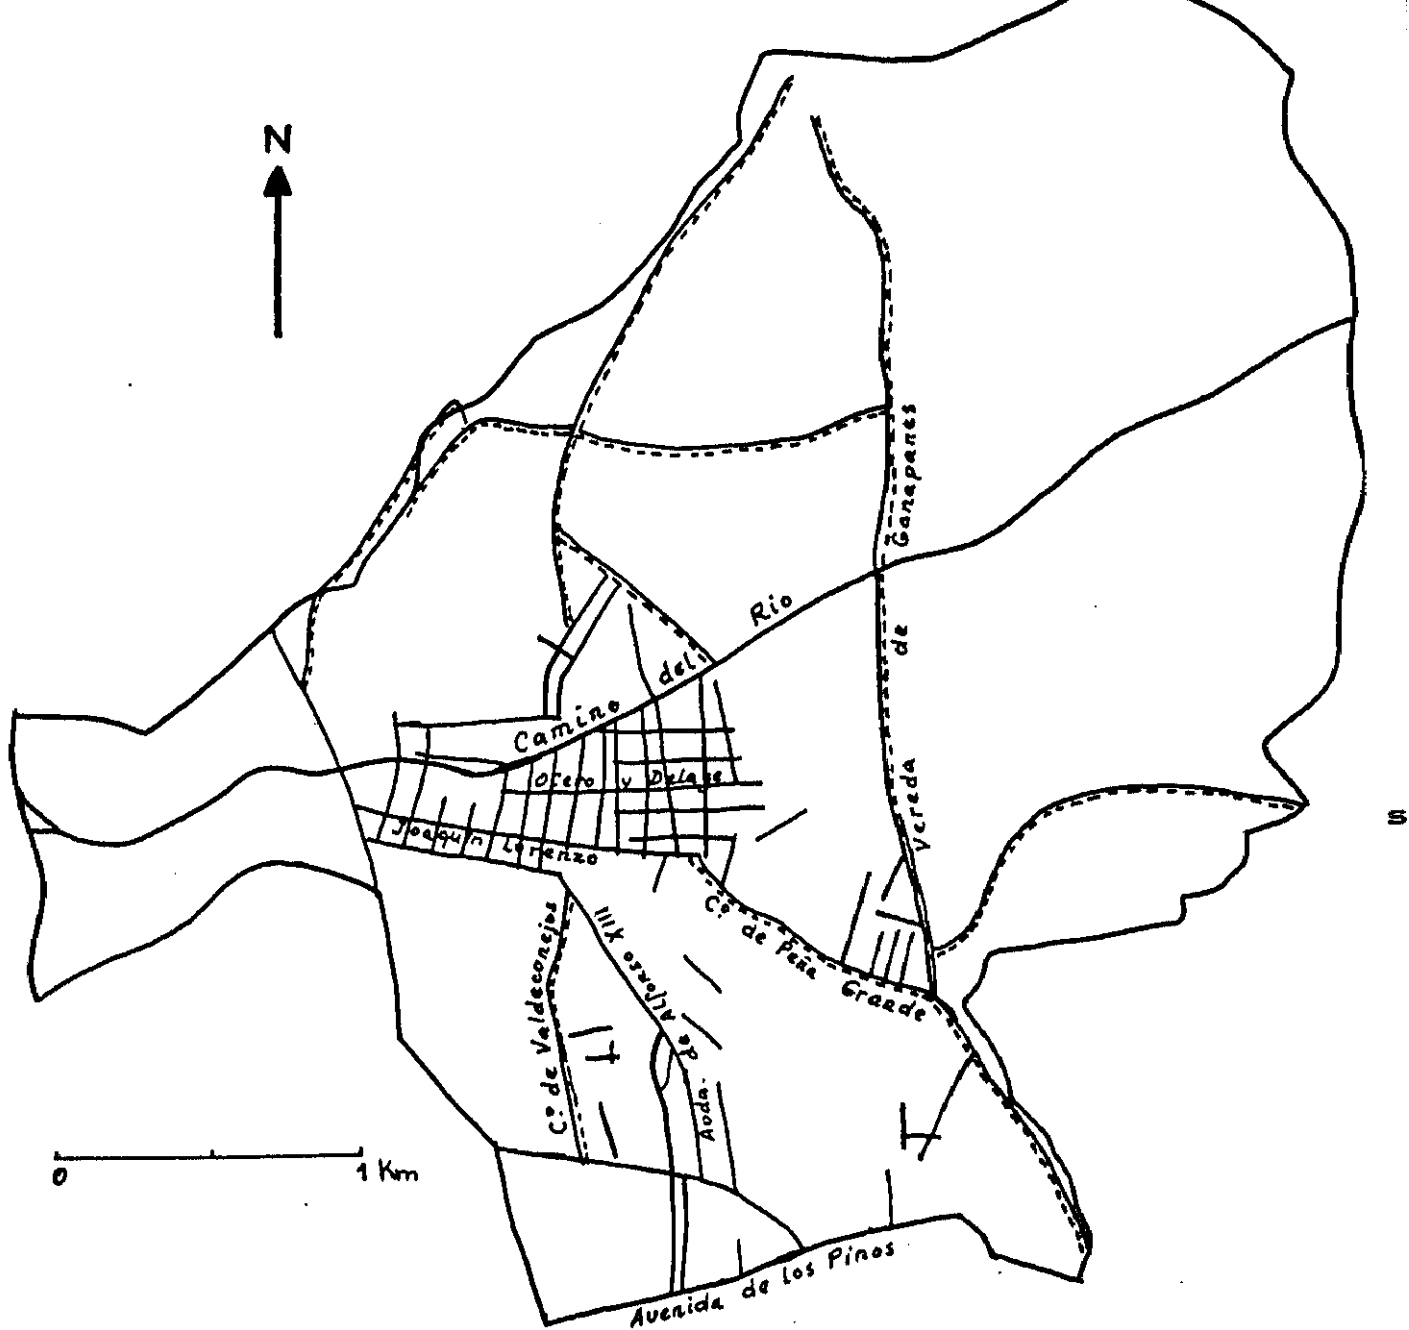 N
Vereda de Ganapanes
Camino del Rio
Otero y Delage
Joaquin Lorenzo
S
Cº de Peña Grande
Avda. de Alfonso XIII
Cº de Valdeconejos
0 1 Km
Avenida de los Pinos